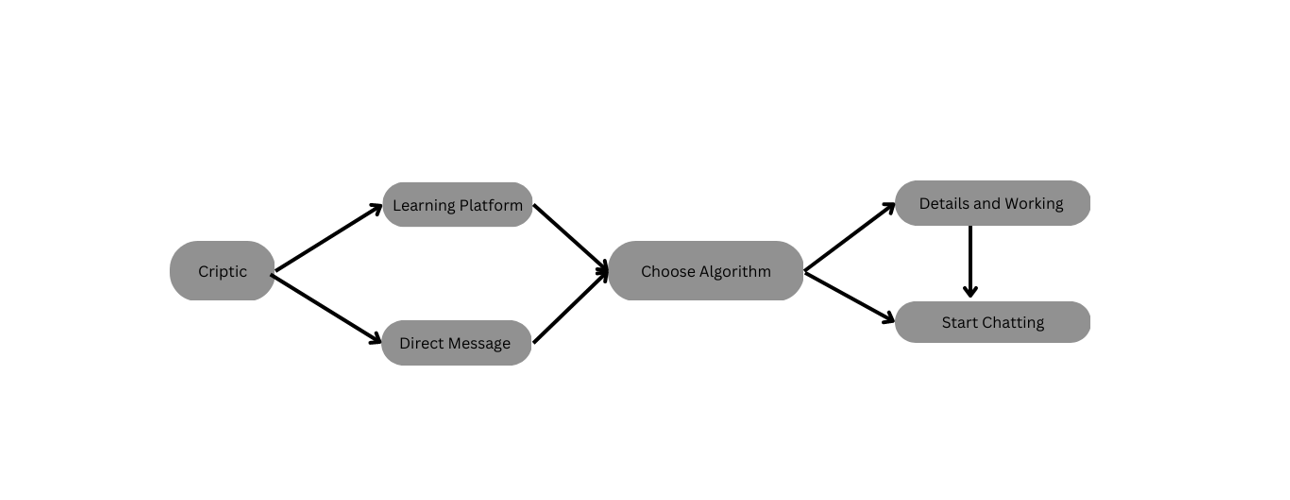 Criptic
Learning Platform
Direct Message
Choose Algorithm
Details and Working
Start Chatting